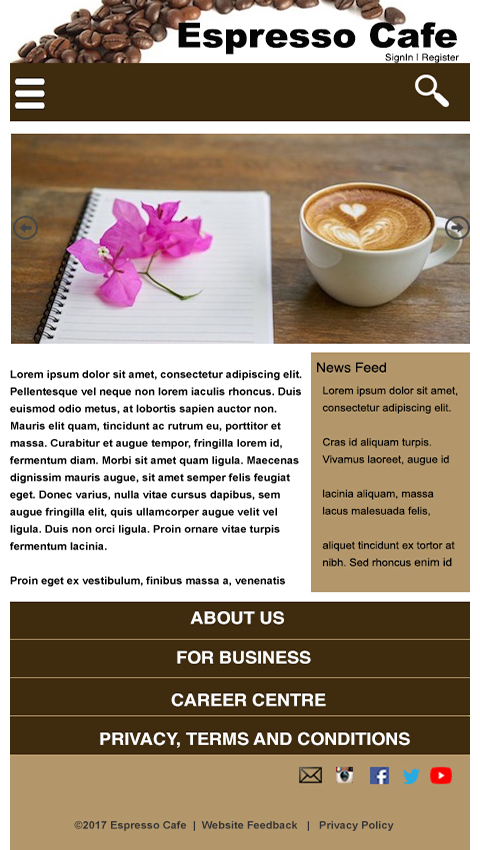 Espresso Cafe
SignIn | Register
Lorem ipsum dolor sit amet, consectetur adipiscing elit.
Pellentesque vel neque non lorem iaculis rhoncus. Duis
euismod odio metus, at lobortis sapien auctor non.
Mauris elit quam, tincidunt ac rutrum eu, porttitor et
massa. Curabitur et augue tempor, fringilla lorem id,
fermentum diam. Morbi sit amet quam ligula. Maecenas
dignissim mauris augue, sit amet semper felis feugiat
eget. Donec varius, nulla vitae cursus dapibus, sem
augue fringilla elit, quis ullamcorper augue velit vel
ligula. Duis non orci ligula. Proin ornare vitae turpis
fermentum lacinia.
Proin eget ex vestibulum, finibus massa a, venenatis
News Feed
Lorem ipsum dolor sit amet,
consectetur adipiscing elit.
Cras id aliquam turpis.
Vivamus laoreet, augue id
lacinia aliquam, massa
lacus malesuada felis,
aliquet tincidunt ex tortor at
nibh. Sed rhoncus enim id
ABOUT US
FOR BUSINESS
CAREER CENTRE
PRIVACY, TERMS AND CONDITIONS
©2017 Espresso Cafe | Website Feedback | Privacy Policy